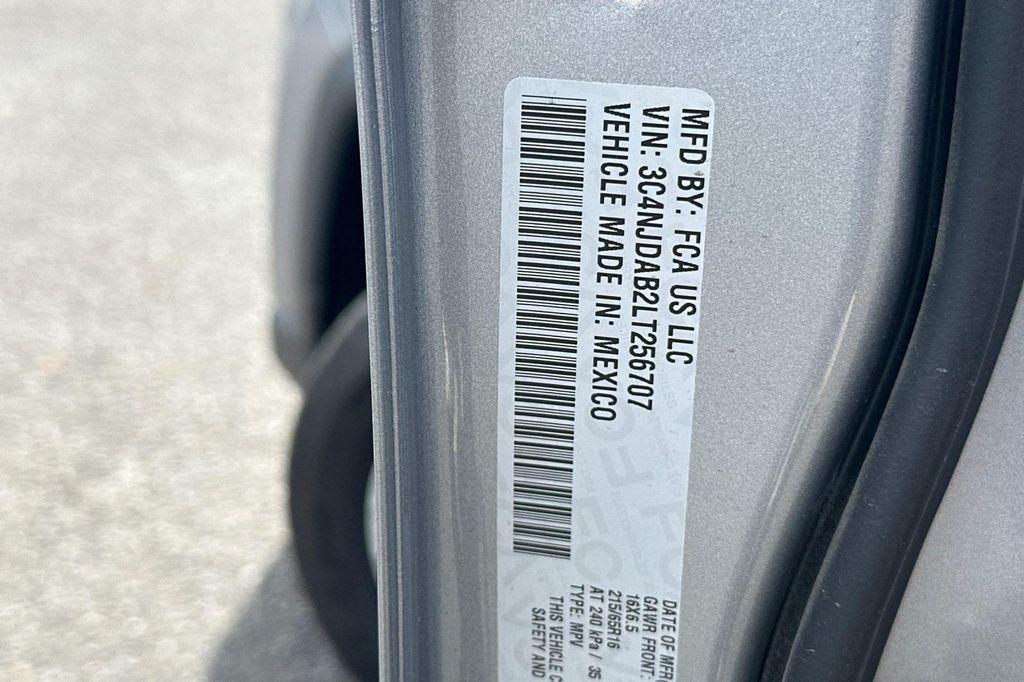 MFD BY: FCA US LLC
VIN: 3C4NJDAB2LT256707
VEHICLE MADE IN: MEXICO
DATE OF MFR
GAWR FRONT:
16X6.5
215/65R16
AT 240 kPa / 35
TYPE: MPV
THIS VEHICLE C
SAFETY AND